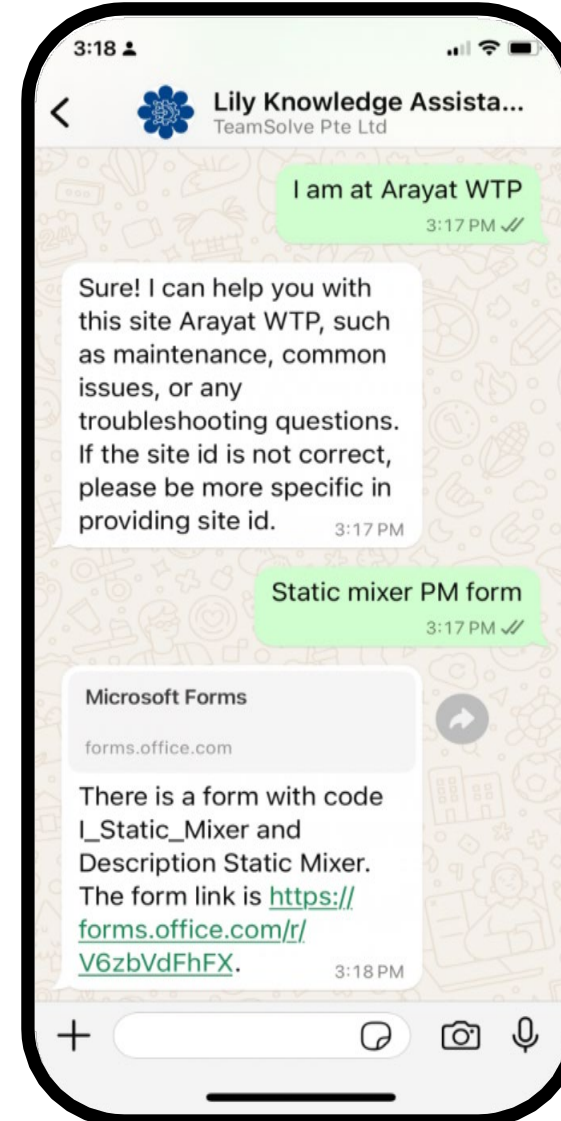 3:18
Lily Knowledge Assista...
TeamSolve Pte Ltd
I am at Arayat WTP
3:17 PM
Sure! I can help you with
this site Arayat WTP, such
as maintenance, common
issues, or any
troubleshooting questions.
If the site id is not correct,
please be more specific in
providing site id.
3:17 PM
Static mixer PM form
3:17 PM
Microsoft Forms
forms.office.com
There is a form with code
I_Static_Mixer and
Description Static Mixer.
The form link is https://
forms.office.com/r/
V6zbVdFhFX.
3:18 PM